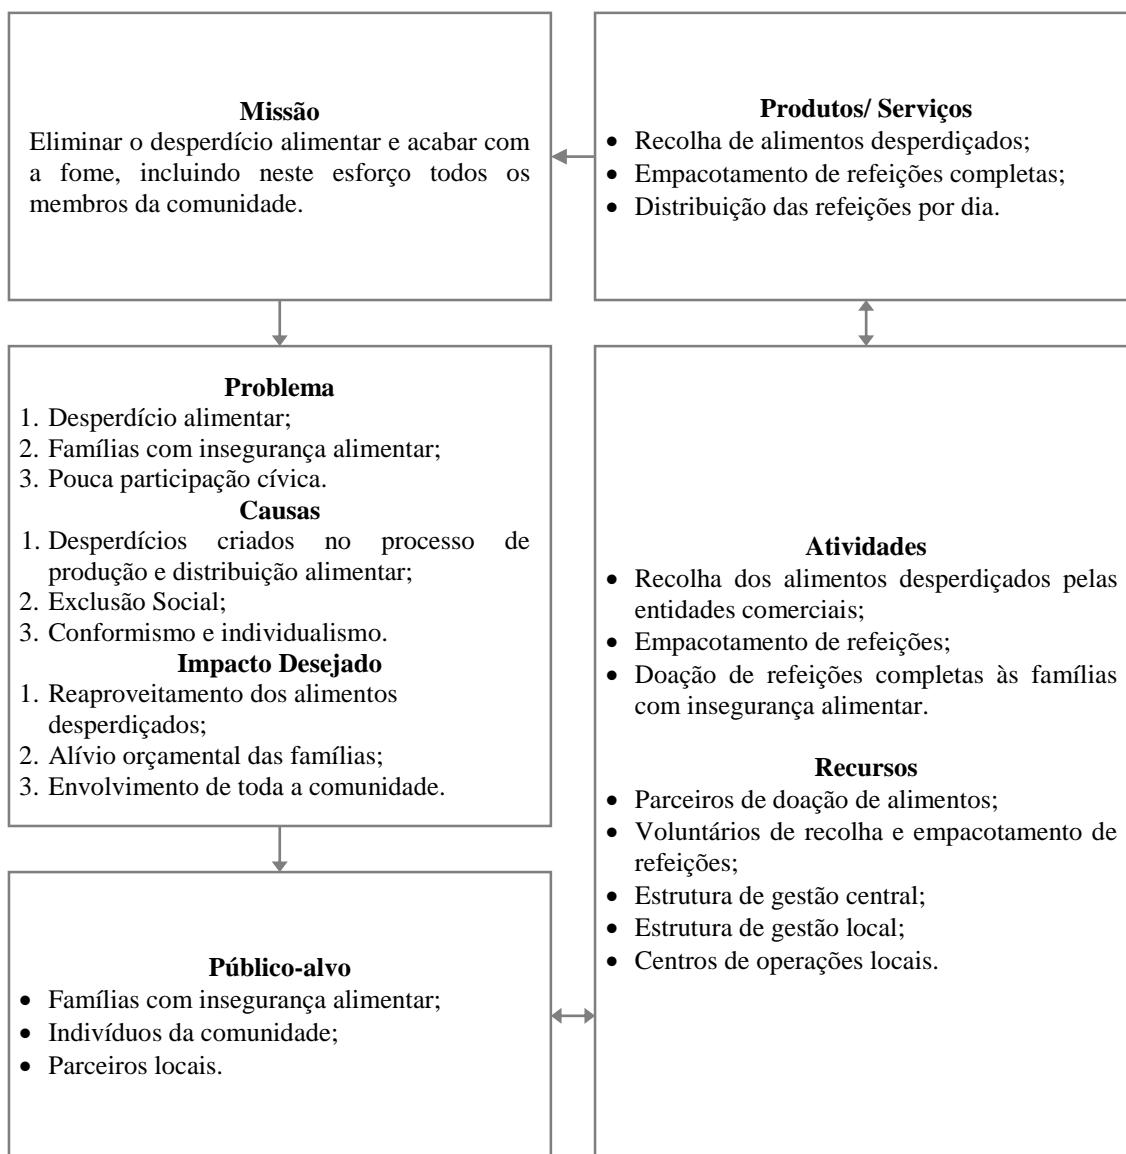 Missão
Eliminar o desperdício alimentar e acabar com
a fome, incluindo neste esforço todos os
membros da comunidade.
Produtos/ Serviços
• Recolha de alimentos desperdiçados;
• Empacotamento de refeições completas;
• Distribuição das refeições por dia.
Problema
1. Desperdício alimentar;
2. Famílias com insegurança alimentar;
3. Pouca participação cívica.
Causas
1. Desperdícios criados no processo de
produção e distribuição alimentar;
2. Exclusão Social;
3. Conformismo e individualismo.
Impacto Desejado
1. Reaproveitamento dos alimentos
desperdiçados;
2. Alívio orçamental das famílias;
3. Envolvimento de toda a comunidade.
Atividades
• Recolha dos alimentos desperdiçados pelas
entidades comerciais;
• Empacotamento de refeições;
• Doação de refeições completas às famílias
com insegurança alimentar.
Recursos
• Parceiros de doação de alimentos;
• Voluntários de recolha e empacotamento de
refeições;
• Estrutura de gestão central;
• Estrutura de gestão local;
• Centros de operações locais.
Público-alvo
• Famílias com insegurança alimentar;
• Indivíduos da comunidade;
• Parceiros locais.